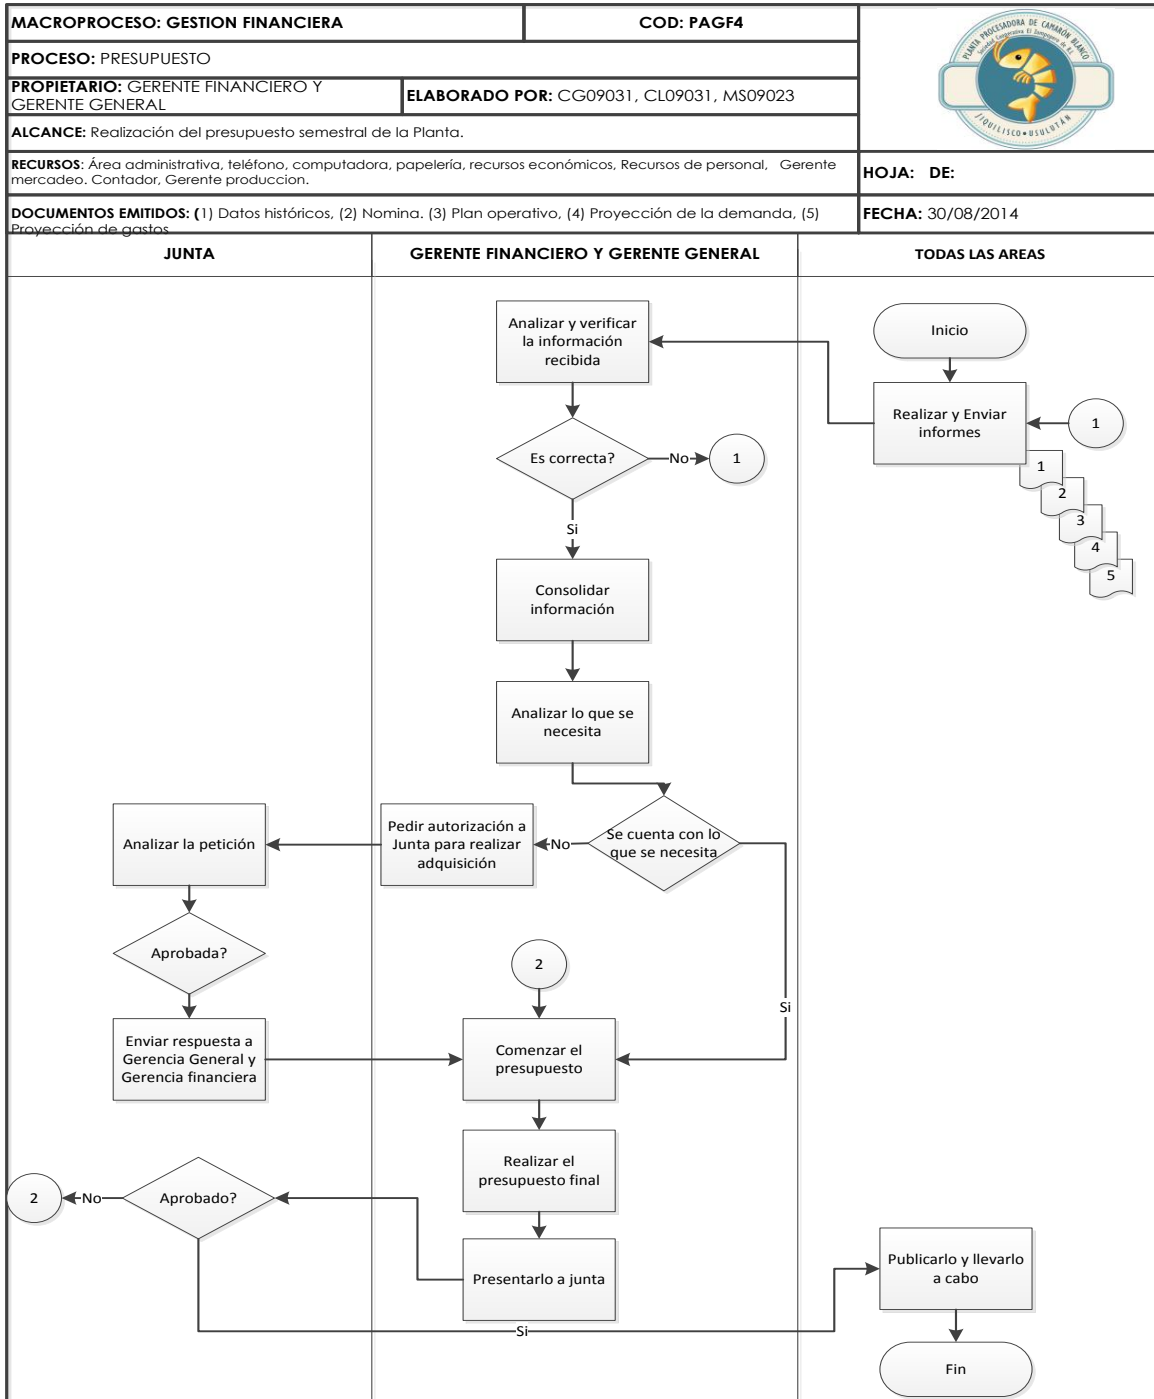 MACROPROCESO: GESTION FINANCIERA
COD: PAGF4
PROCESO: PRESUPUESTO
PROPIETARIO: GERENTE FINANCIERO Y
GERENTE GENERAL
ELABORADO POR: CG09031, CL09031, MS09023
ALCANCE: Realización del presupuesto semestral de la Planta.
PLANTA PROCESADORA DE CAMARÓN BLANCO
JIQUILISCO • USULUTÁN
RECURSOS: Área administrativa, teléfono, computadora, papelería, recursos económicos, Recursos de personal, Gerente
mercadeo. Contador, Gerente produccion.
HOJA: DE:
DOCUMENTOS EMITIDOS: (1) Datos históricos, (2) Nomina. (3) Plan operativo, (4) Proyección de la demanda, (5)
Proyección de gastos
FECHA: 30/08/2014
JUNTA
GERENTE FINANCIERO Y GERENTE GENERAL
TODAS LAS AREAS
Analizar y verificar
la información
recibida
Inicio
Realizar y Enviar
informes
1
1
2
3
4
5
Es correcta?
No
1
Si
Consolidar
información
Analizar lo que se
necesita
Se cuenta con lo
que se necesita
No
Pedir autorización a
Junta para realizar
adquisición
Analizar la petición
Aprobada?
2
Si
Enviar respuesta a
Gerencia General y
Gerencia financiera
Comenzar el
presupuesto
Realizar el
presupuesto final
Presentarlo a junta
Aprobado?
No
2
Si
Publicarlo y llevarlo
a cabo
Fin